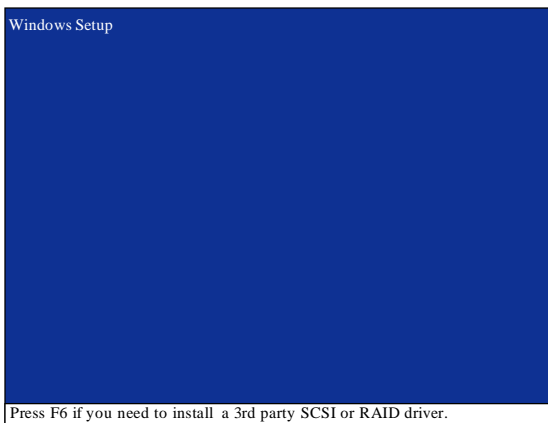 Windows Setup
Press F6 if you need to install a 3rd party SCSI or RAID driver.